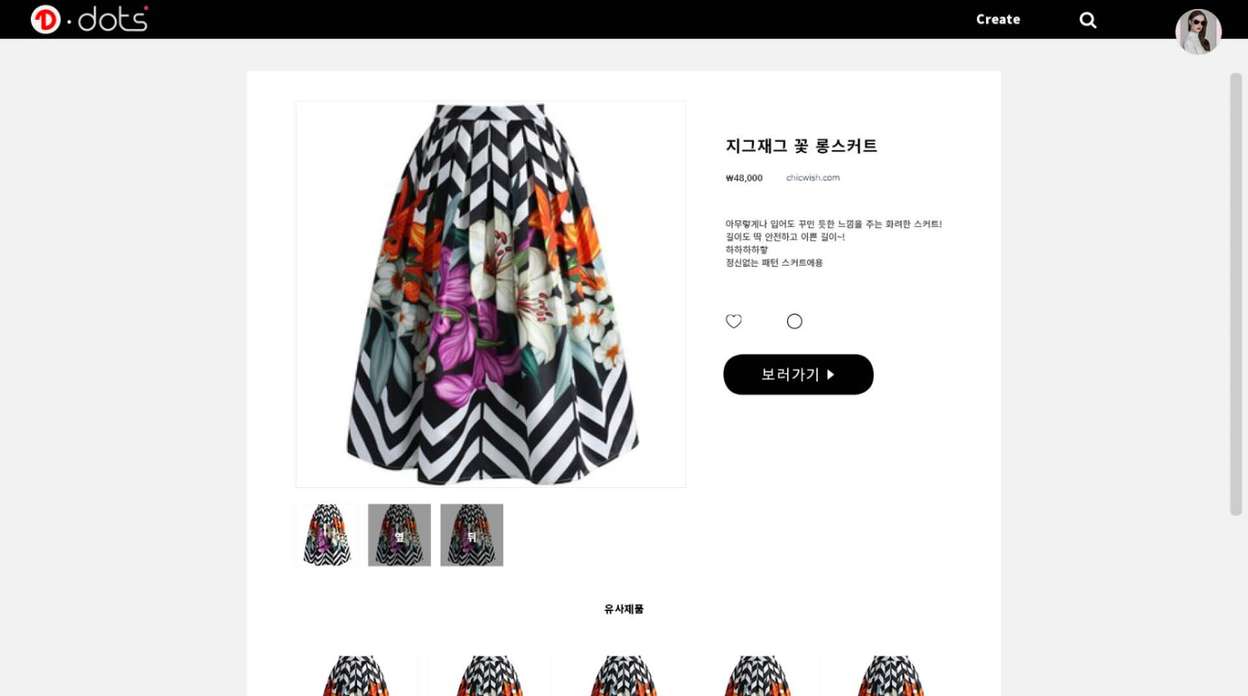 D · dots
Create
지그재그 꽃 롱스커트
₩48,000 chicwish.com
아무렇게나 입어도 꾸민 듯한 느낌을 주는 화려한 스커트!
길이도 딱 안전하고 이쁜 길이~!
하하하하핳
정신없는 패턴 스커트에용
보러가기
옆 뒤
유사제품